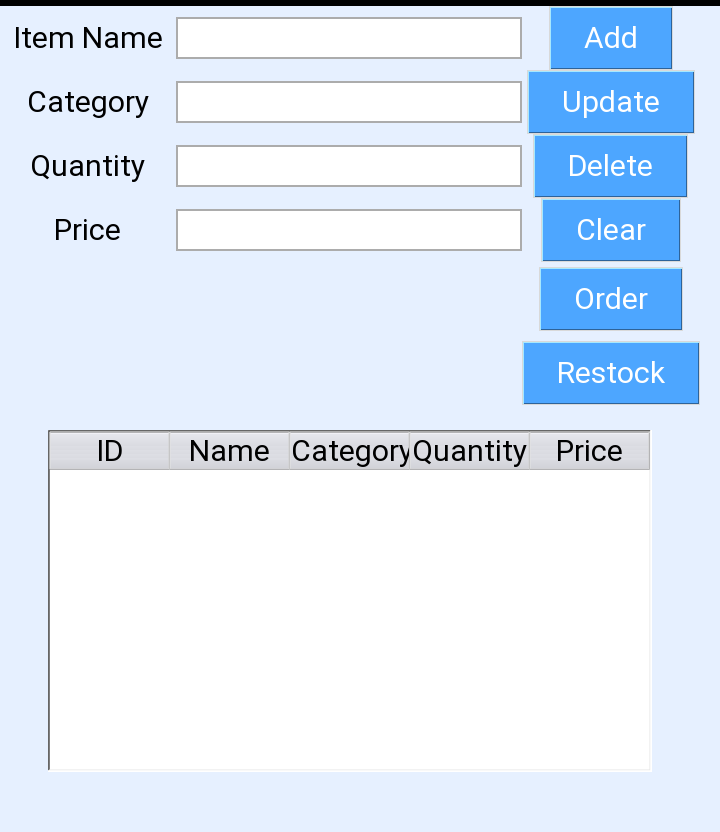 Item Name Add
Category Update
Quantity Delete
Price Clear
Order
Restock
ID Name Category Quantity Price